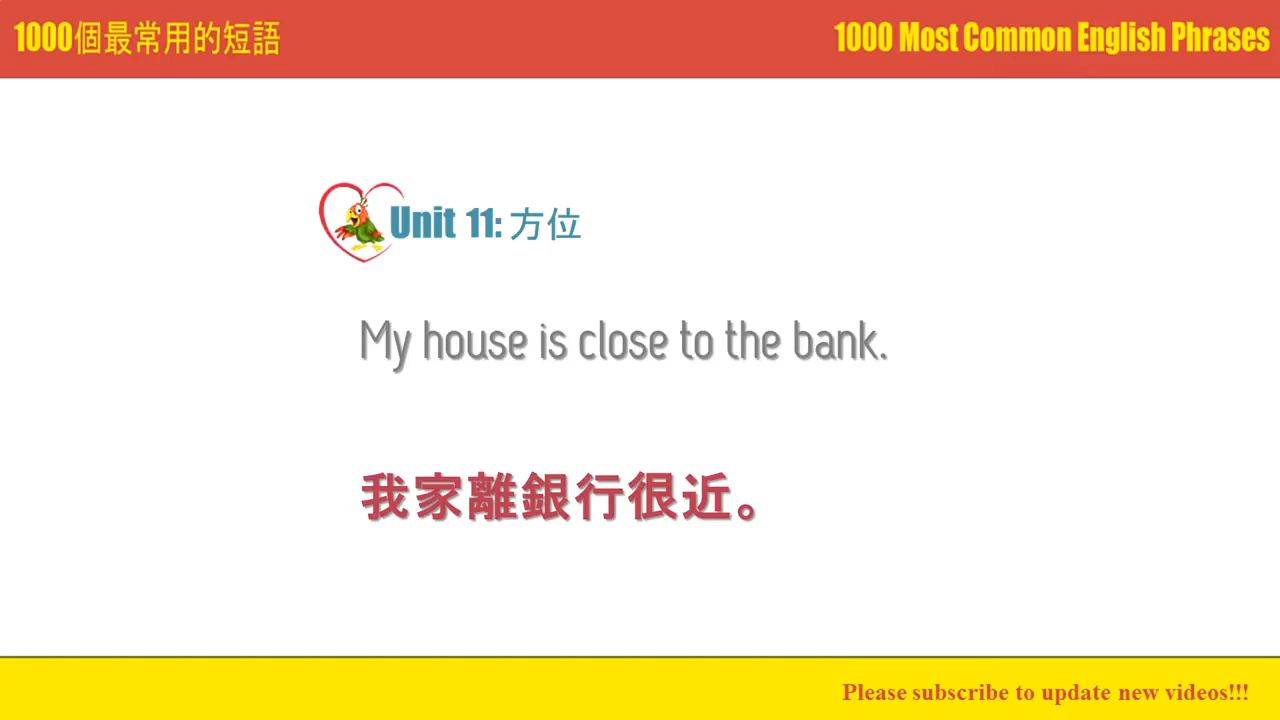 1000個最常用的短語
1000 Most Common English Phrases
Unit 11: 方位
My house is close to the bank.
我家離銀行很近。
Please subscribe to update new videos!!!